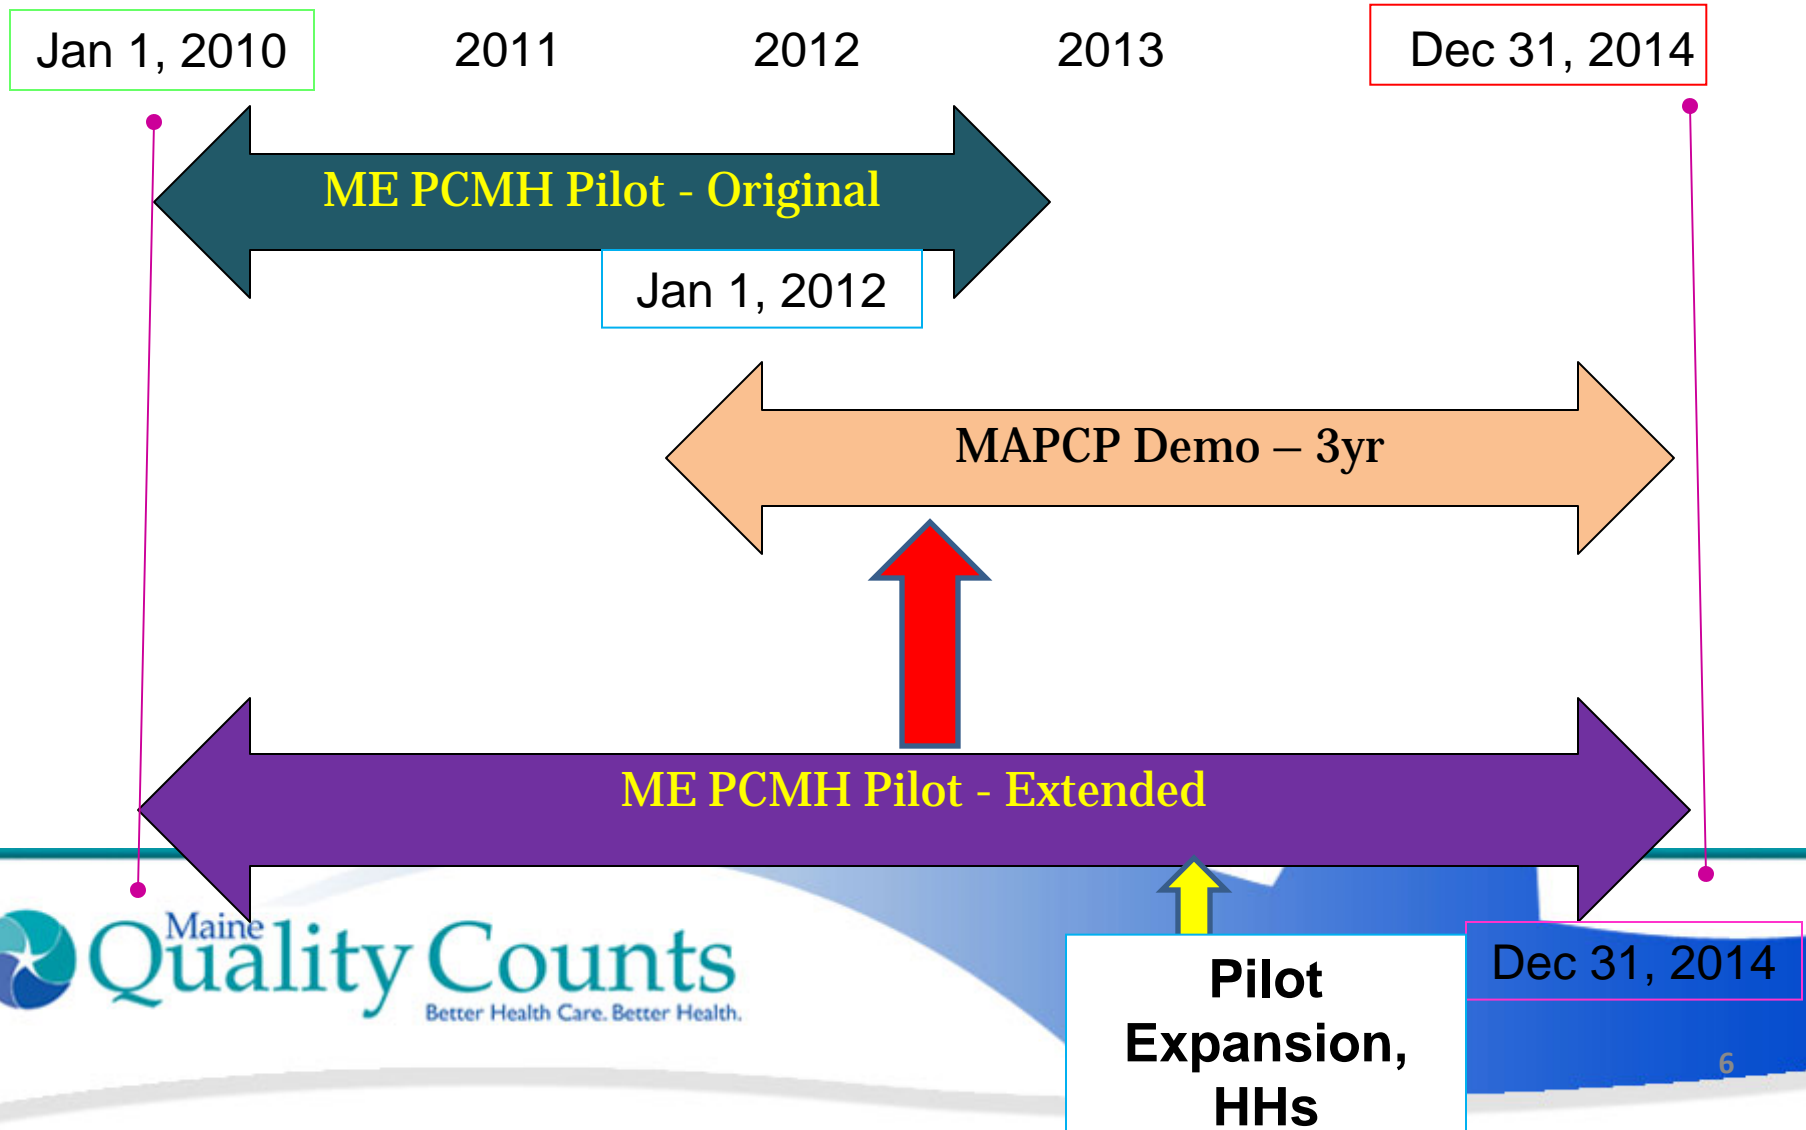 Jan 1, 2010 2011 2012 2013 Dec 31, 2014
ME PCMH Pilot - Original
Jan 1, 2012
MAPCP Demo – 3yr
ME PCMH Pilot - Extended
Maine
Quality Counts
Better Health Care. Better Health.
Pilot
Expansion,
HHs
Dec 31, 2014
6